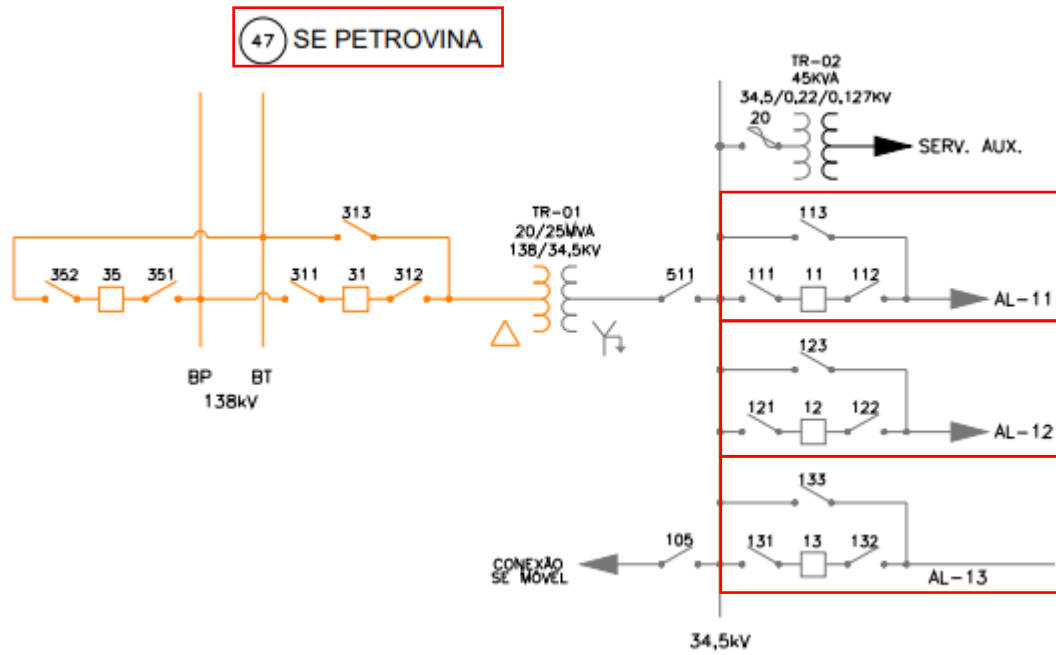 47 SE PETROVINA
TR-02
45KVA
34,5/0,22/0,127KV
20
SERV. AUX.
313
352 35 351
311 31 312
TR-01
20/25MVA
138/34,5KV
511
113
111 11 112
AL-11
BP BT
138kV
123
121 12 122
AL-12
133
105
131 13 132
CONEXÃO
SE MÓVEL
AL-13
34,5kV